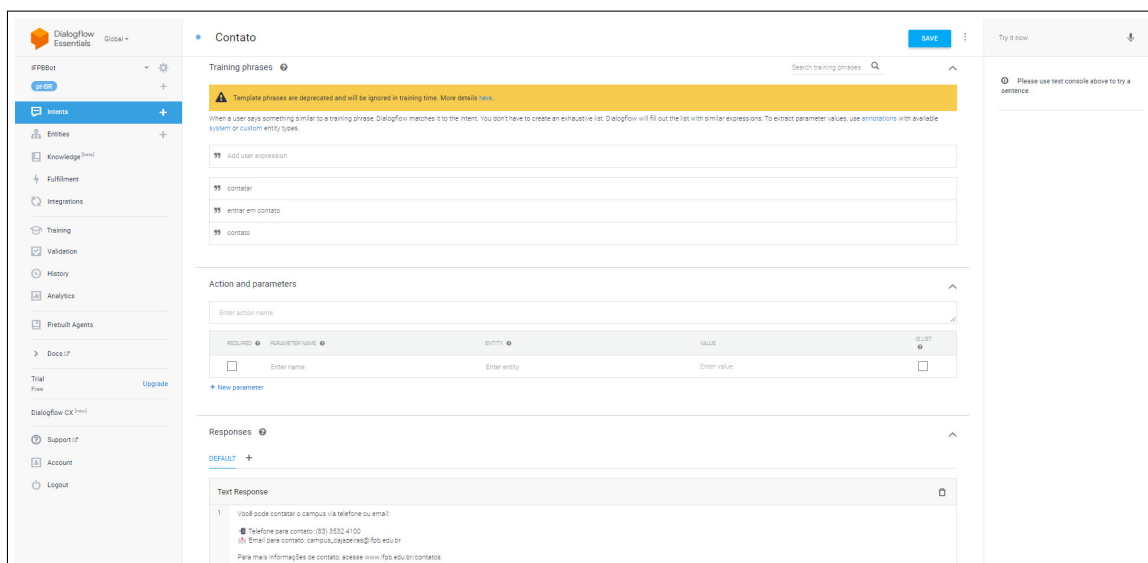 Dialogflow
Essentials
Global
IFPBBot
pt-BR
Intents
Entities
Knowledge [beta]
Fulfillment
Integrations
Training
Validation
History
Analytics
Prebuilt Agents
Docs
Trial
Free
Upgrade
Dialogflow CX [new]
Support
Account
Logout
Contato
SAVE
Training phrases
Search training phrases
Template phrases are deprecated and will be ignored in training time. More details here.
When a user says something similar to a training phrase, Dialogflow matches it to the intent. You don't have to create an exhaustive list. Dialogflow will fill out the list with similar expressions. To extract parameter values, use annotations with available
system or custom entity types.
Add user expression
contatar
entrar em contato
contato
Action and parameters
Enter action name
REQUIRED PARAMETER NAME ENTITY VALUE IS LIST
Enter name Enter entity Enter value
+ New parameter
Responses
DEFAULT +
Text Response
1 Você pode contatar o campus via telefone ou email:
Telefone para contato: (83) 3532.4100
Email para contato: campus_cajazeiras@ifpb.edu.br
Para mais informações de contato, acesse www.ifpb.edu.br/contatos
Try it now
Please use test console above to try a
sentence.